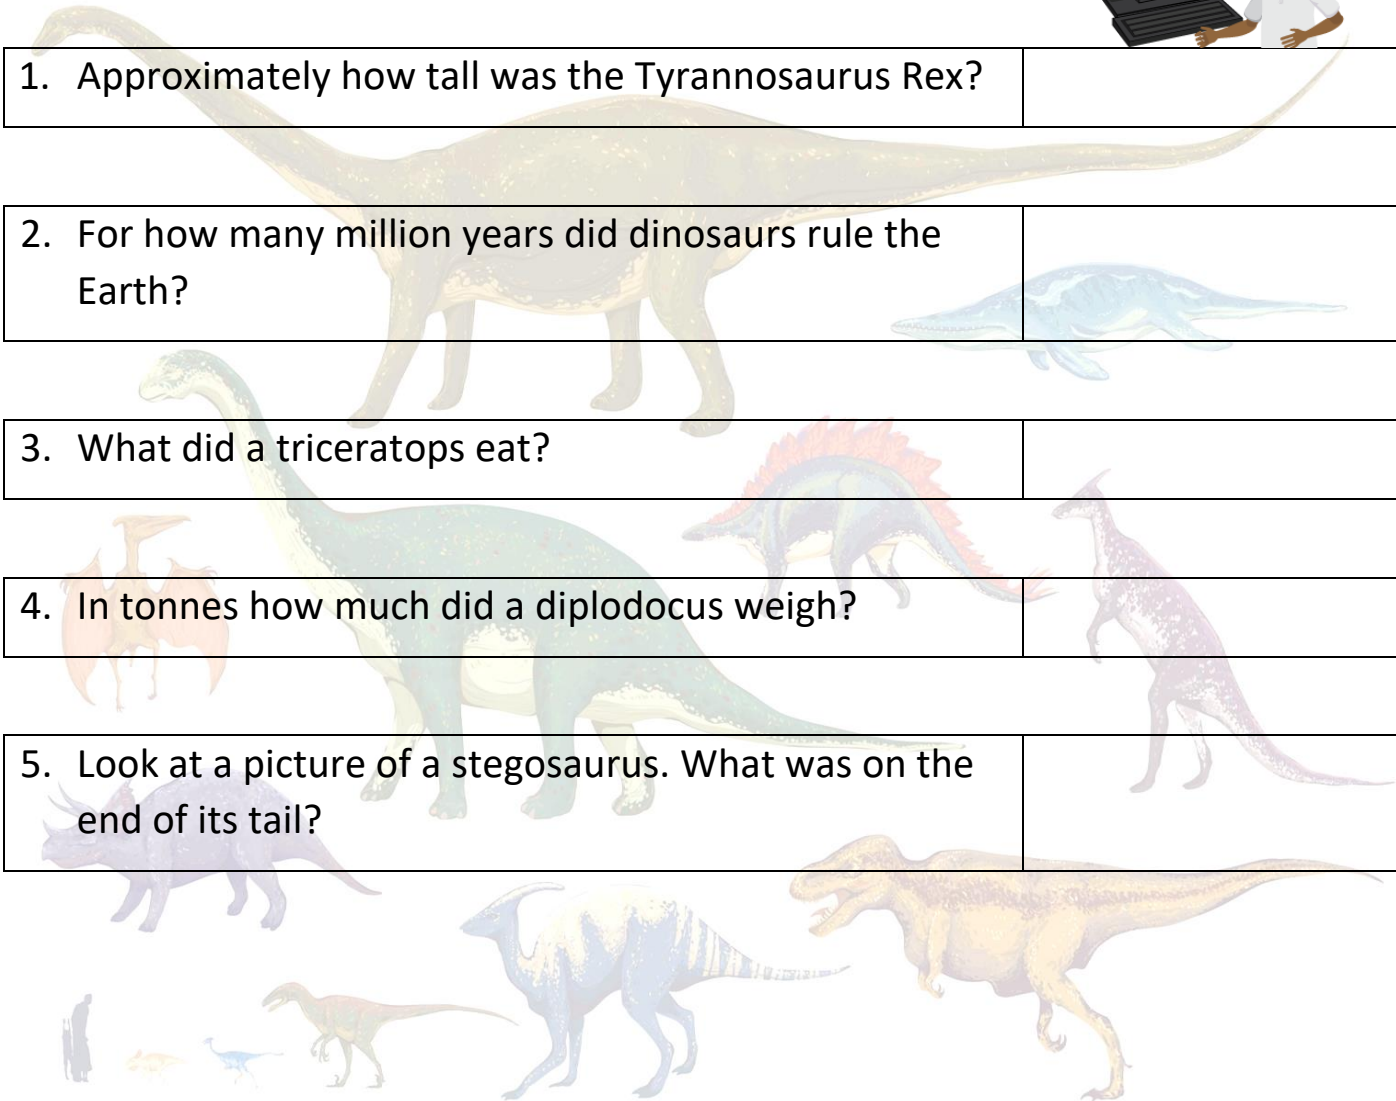 1. Approximately how tall was the Tyrannosaurus Rex?
2. For how many million years did dinosaurs rule the
Earth?
3. What did a triceratops eat?
4. In tonnes how much did a diplodocus weigh?
5. Look at a picture of a stegosaurus. What was on the
end of its tail?